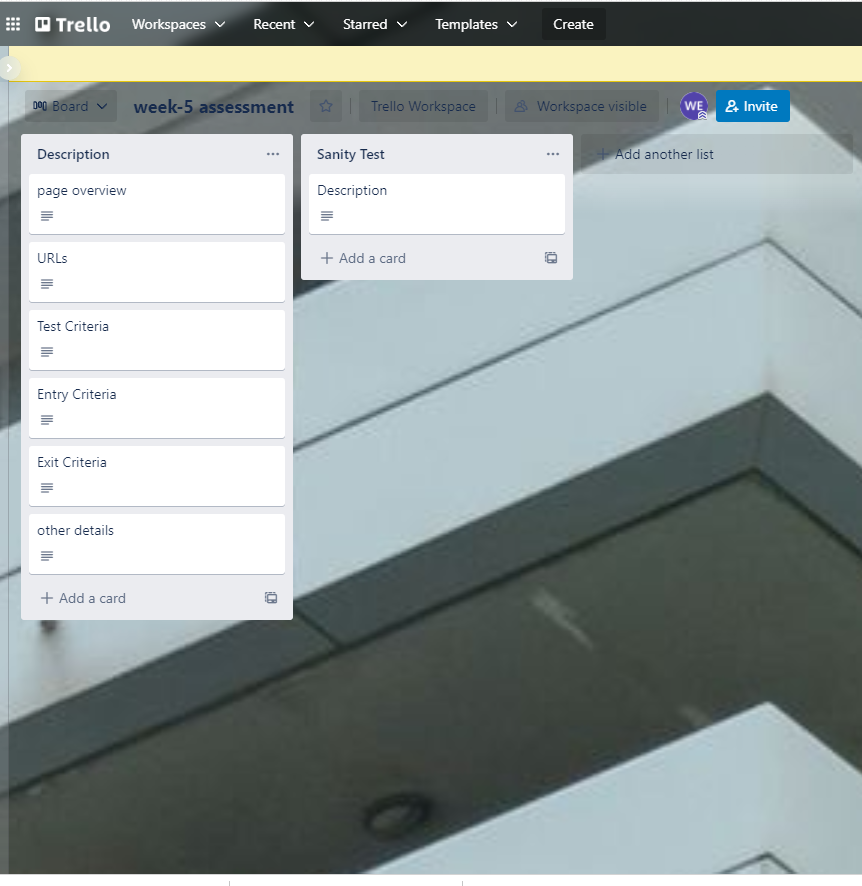 Trello Workspaces Recent Starred Templates Create
Board week-5 assessment Trello Workspace Workspace visible WE Invite
Description
page overview
URLs
Test Criteria
Entry Criteria
Exit Criteria
other details
+ Add a card
Sanity Test
Description
+ Add a card
+ Add another list